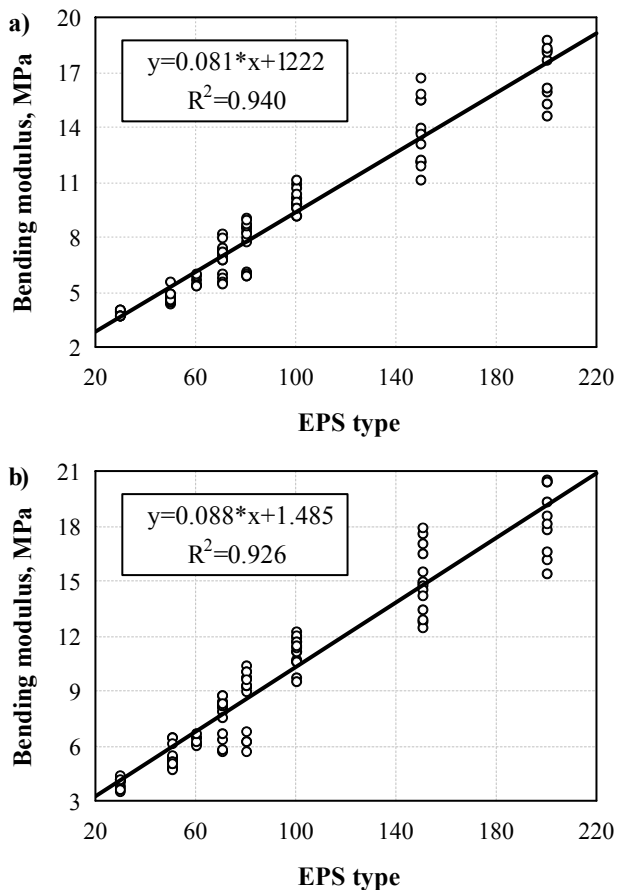 a)
20
17
14
11
8
5
2
Bending modulus, MPa
y=0.081*x+1222
R²=0.940
20 60 100 140 180 220
EPS type
b)
21
18
15
12
9
6
3
Bending modulus, MPa
y=0.088*x+1.485
R²=0.926
20 60 100 140 180 220
EPS type